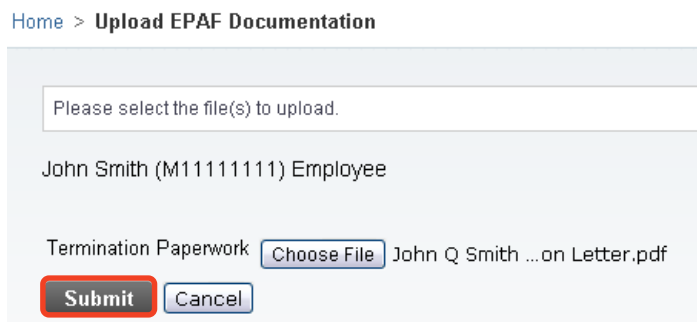 Home > Upload EPAF Documentation
Please select the file(s) to upload.
John Smith (M11111111) Employee
Termination Paperwork Choose File John Q Smith ...on Letter.pdf
Submit Cancel